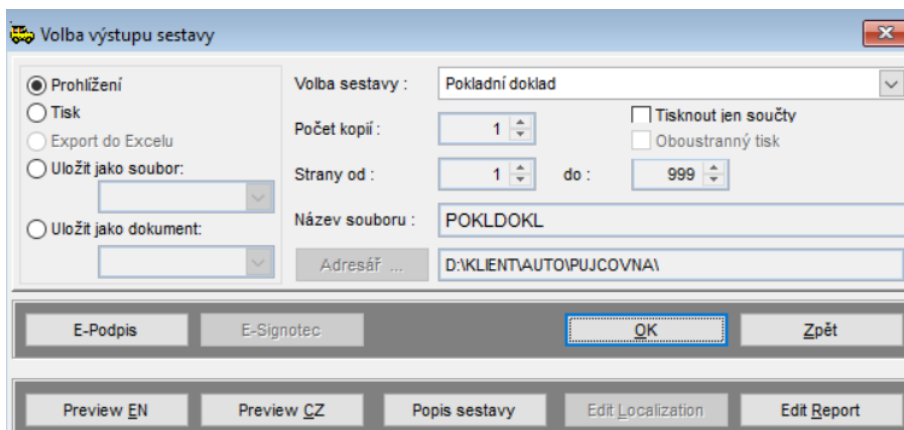 Volba výstupu sestavy
Prohlížení
Tisk
Export do Excelu
Uložit jako soubor:
Uložit jako dokument:
Volba sestavy : Pokladní doklad
Počet kopií : 1
Tisknout jen součty
Oboustranný tisk
Strany od : 1 do : 999
Název souboru : POKLDOKL
Adresář ... D:\KLIENT\AUTO\PUJCOVNA\
E-Podpis E-Signotec OK Zpět
Preview EN Preview CZ Popis sestavy Edit Localization Edit Report